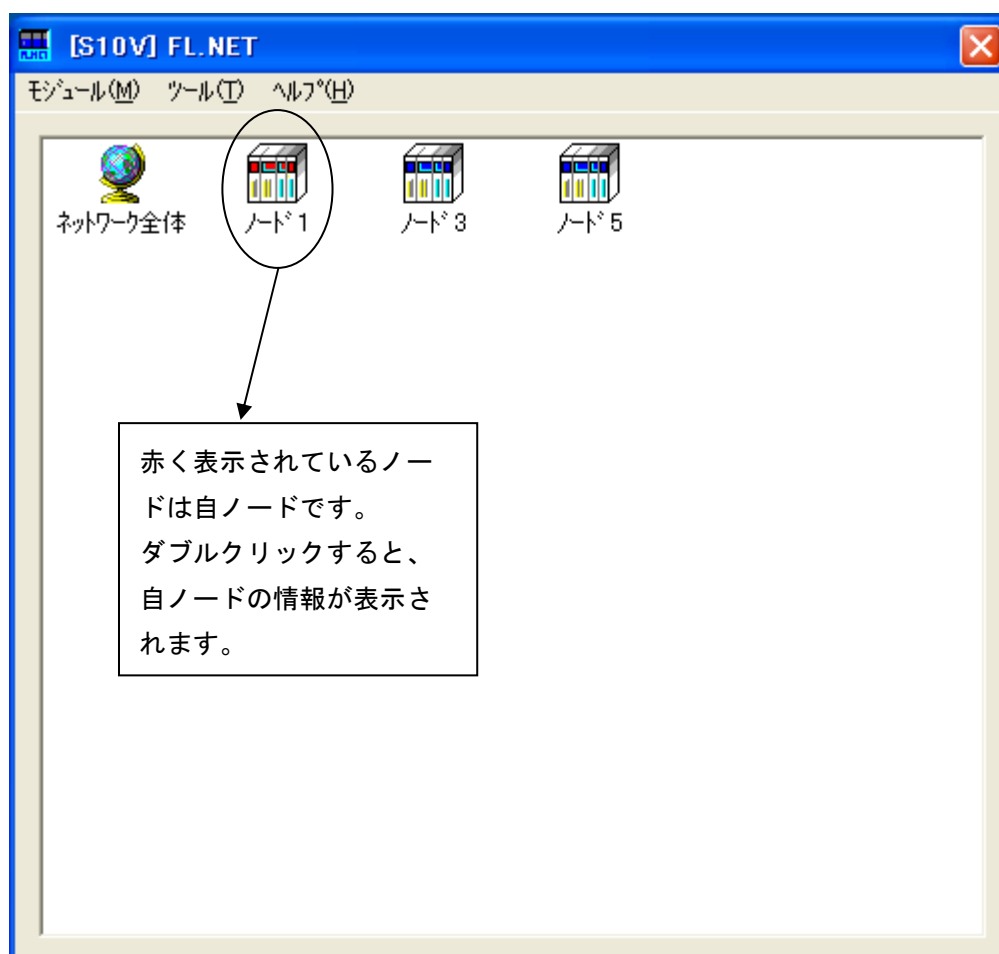 [S10V] FL.NET
ﾓｼﾞｭｰﾙ(M) ﾂｰﾙ(T) ﾍﾙﾌﾟ(H)
ﾈｯﾄﾜｰｸ全体 ﾉｰﾄﾞ1 ﾉｰﾄﾞ3 ﾉｰﾄﾞ5
赤く表示されているノー
ドは自ノードです。
ダブルクリックすると、
自ノードの情報が表示さ
れます。